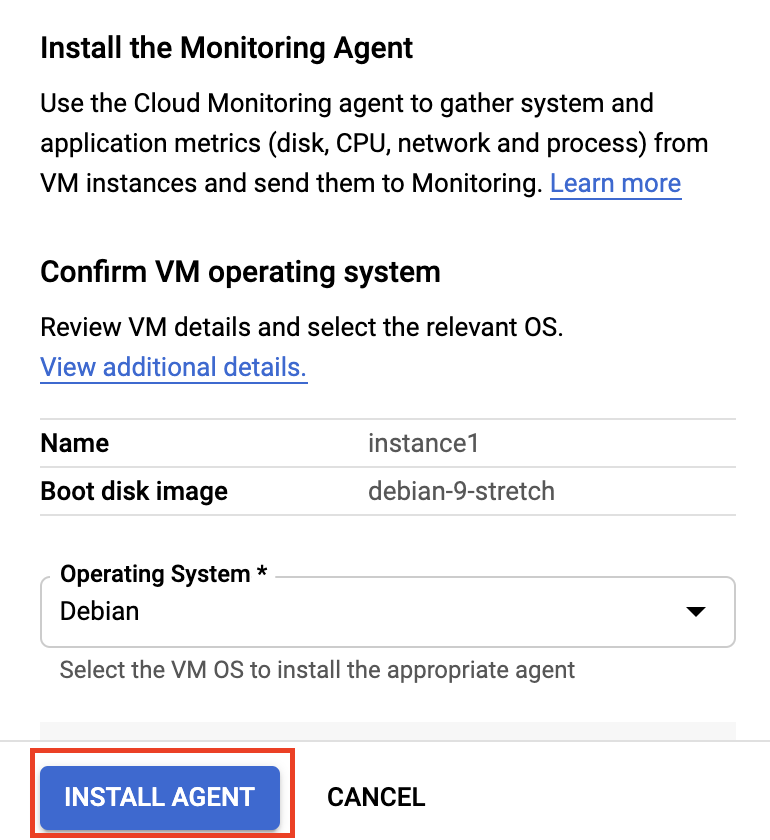 Install the Monitoring Agent
Use the Cloud Monitoring agent to gather system and
application metrics (disk, CPU, network and process) from
VM instances and send them to Monitoring. Learn more
Confirm VM operating system
Review VM details and select the relevant OS.
View additional details.
Name instance1
Boot disk image debian-9-stretch
Operating System *
Debian
Select the VM OS to install the appropriate agent
INSTALL AGENT CANCEL